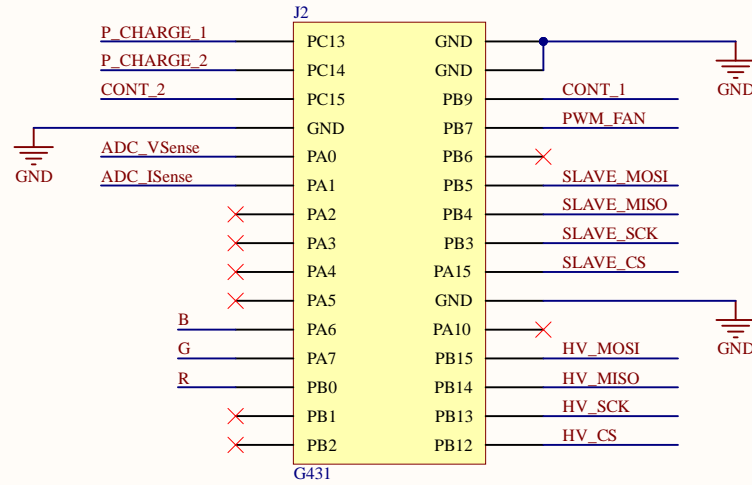 J2
P_CHARGE_1 PC13 GND
P_CHARGE_2 PC14 GND GND
CONT_2 PC15 PB9 CONT_1
GND PB7 PWM_FAN
ADC_VSense PA0 PB6
GND ADC_ISense PA1 PB5 SLAVE_MOSI
PA2 PB4 SLAVE_MISO
PA3 PB3 SLAVE_SCK
PA4 PA15 SLAVE_CS
PA5 GND
B PA6 PA10 GND
G PA7 PB15 HV_MOSI
R PB0 PB14 HV_MISO
PB1 PB13 HV_SCK
PB2 PB12 HV_CS
G431